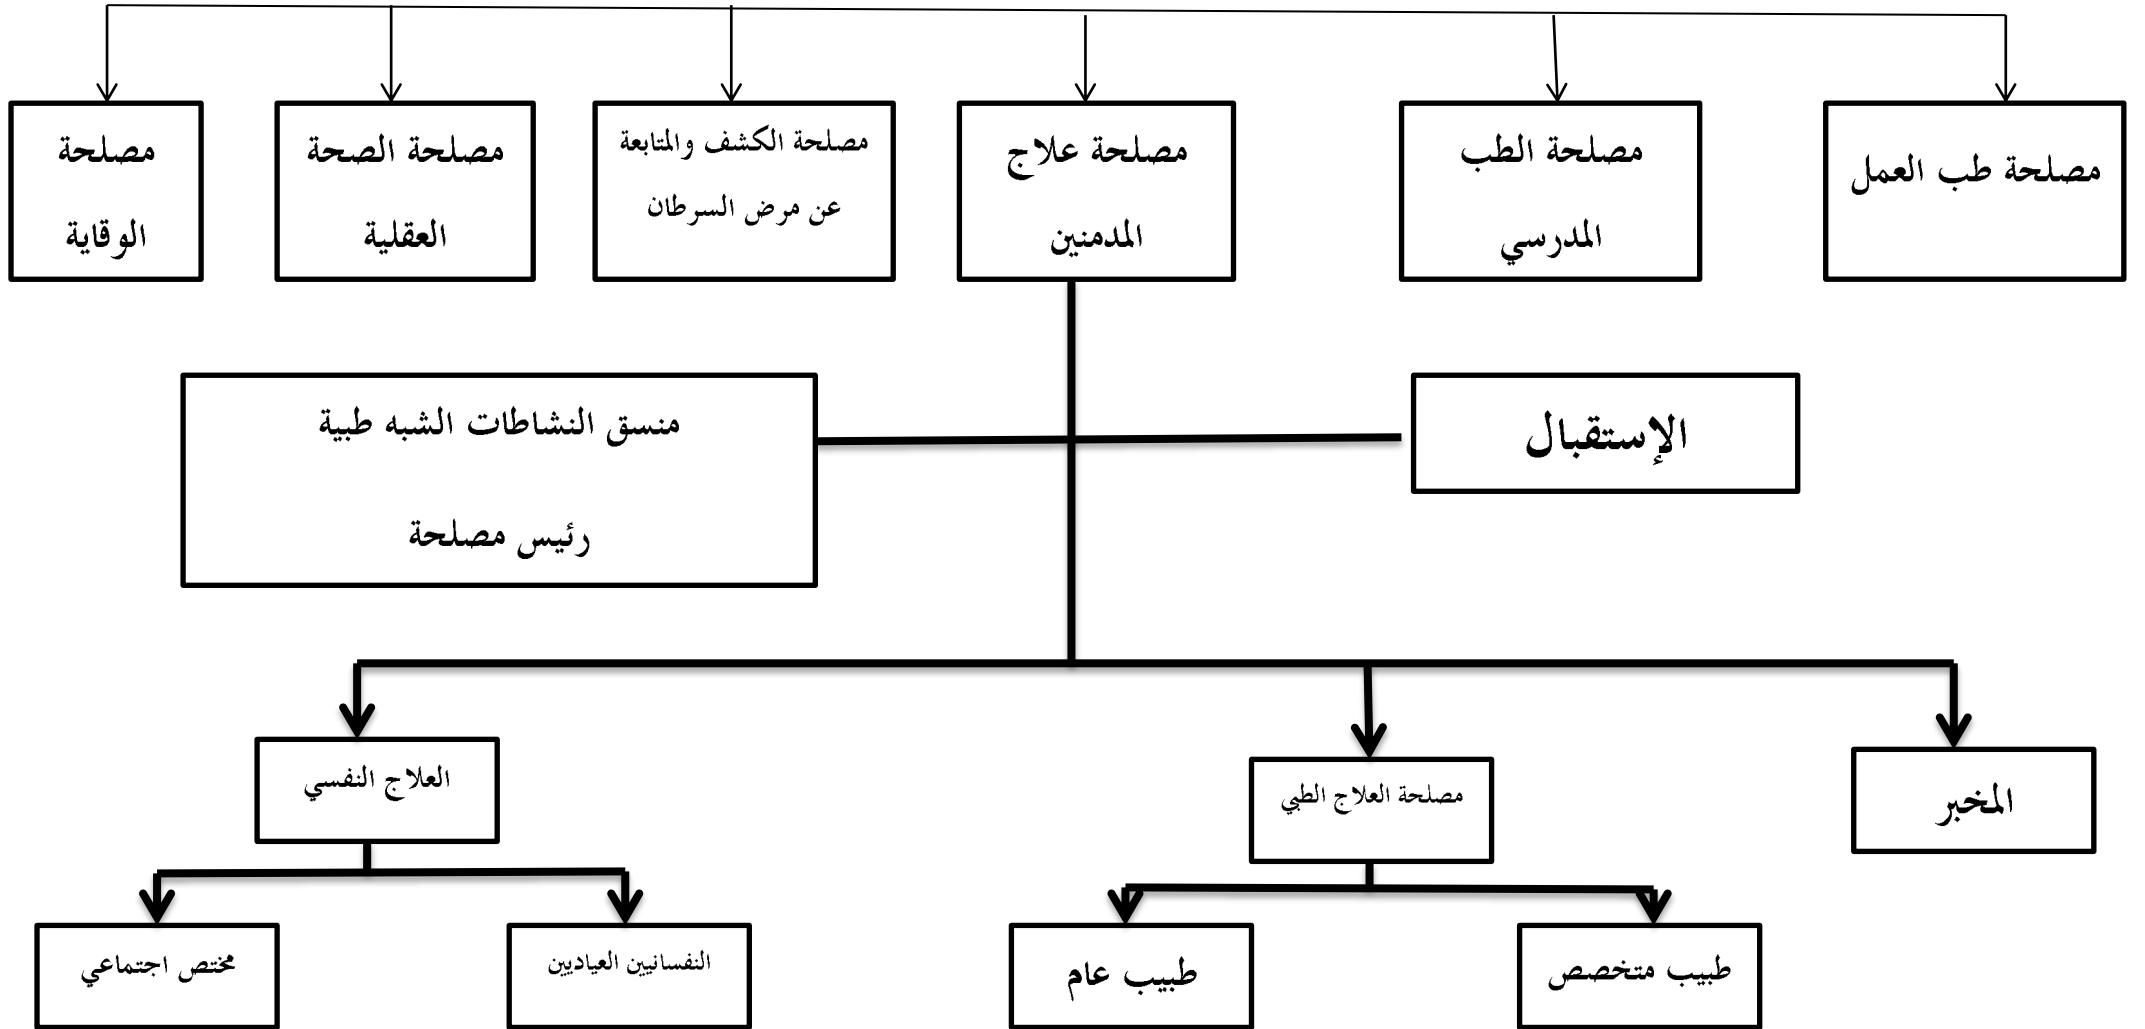 مصلحة طب العمل
مصلحة الطب
المدرسي
مصلحة علاج
المدمنين
مصلحة الكشف والمتابعة
عن مرض السرطان
مصلحة الصحة
العقلية
مصلحة
الوقاية
الإستقبال
منسق النشاطات الشبه طبية
رئيس مصلحة
المخبر
مصلحة العلاج الطبي
العلاج النفسي
طبيب متخصص
طبيب عام
النفسانيين العياديين
مختص اجتماعي